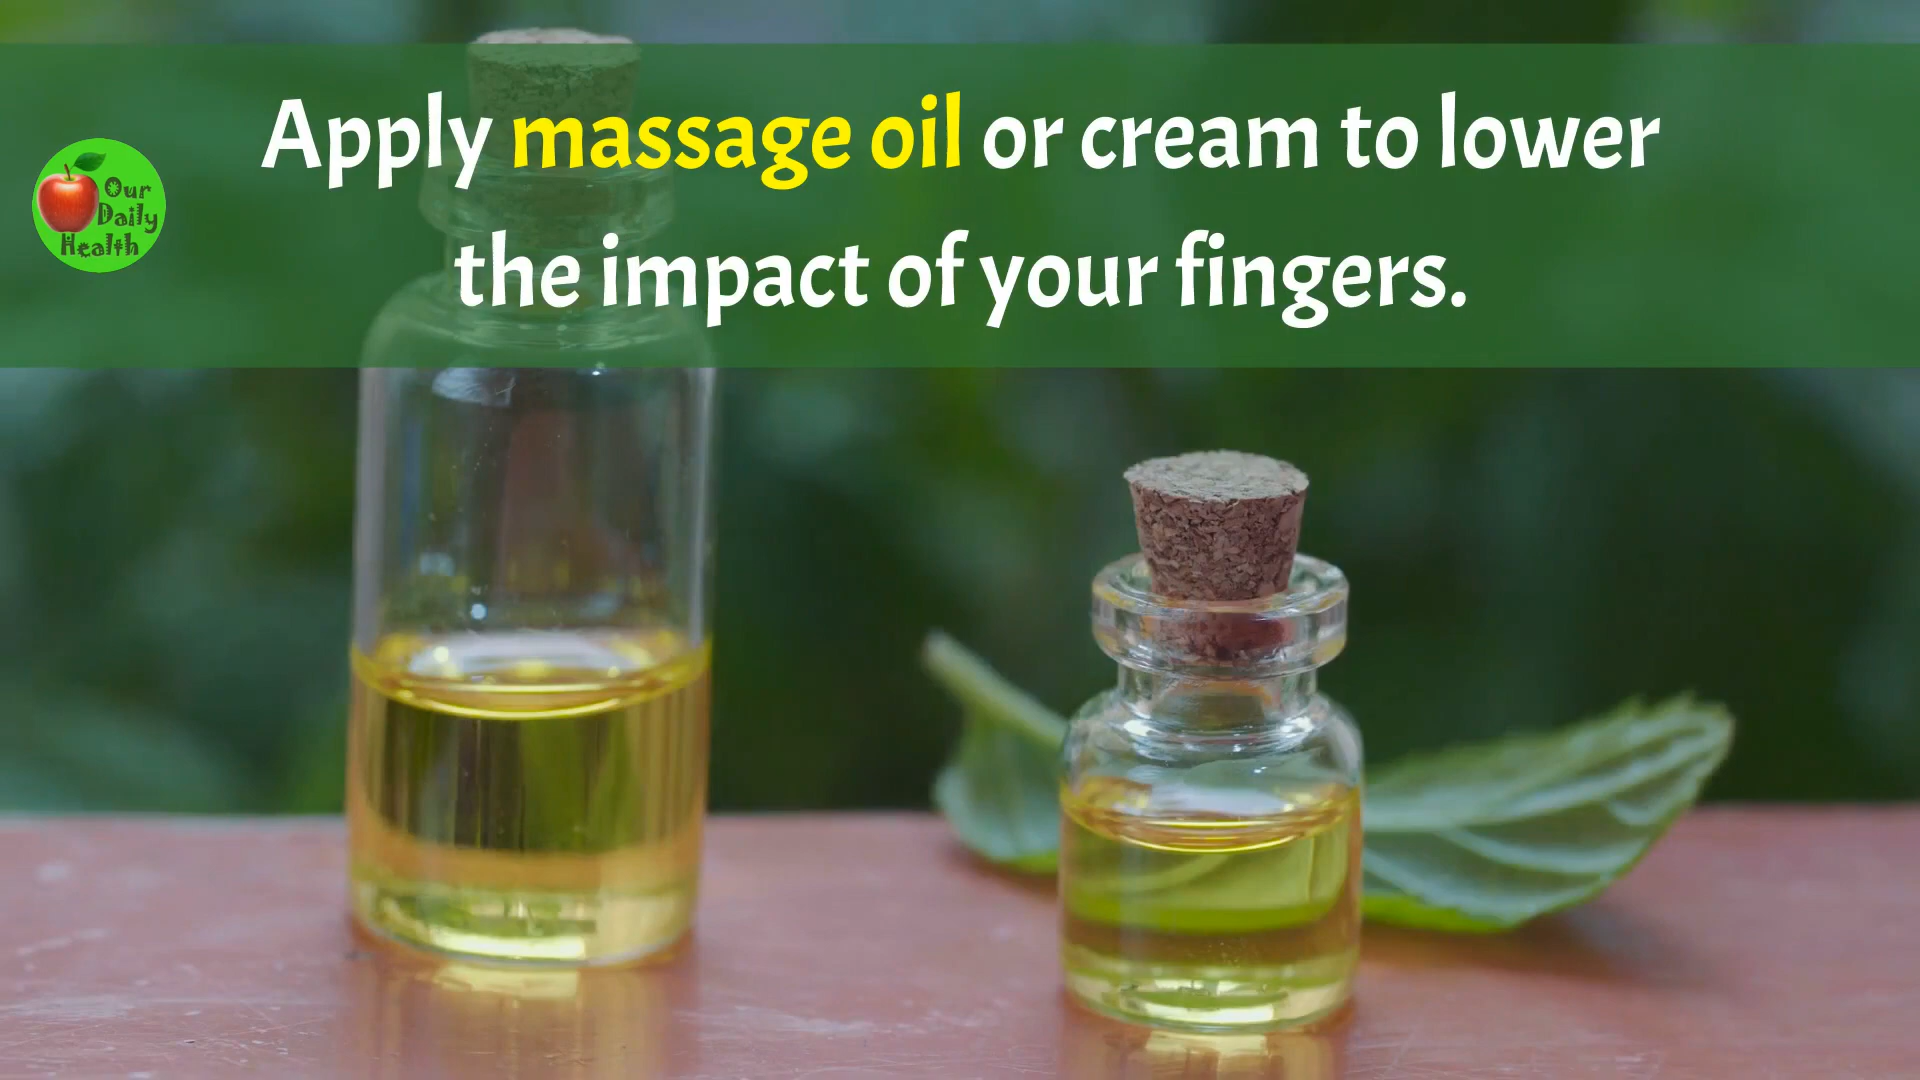 Apply massage oil or cream to lower
the impact of your fingers.
Our
Daily
Health